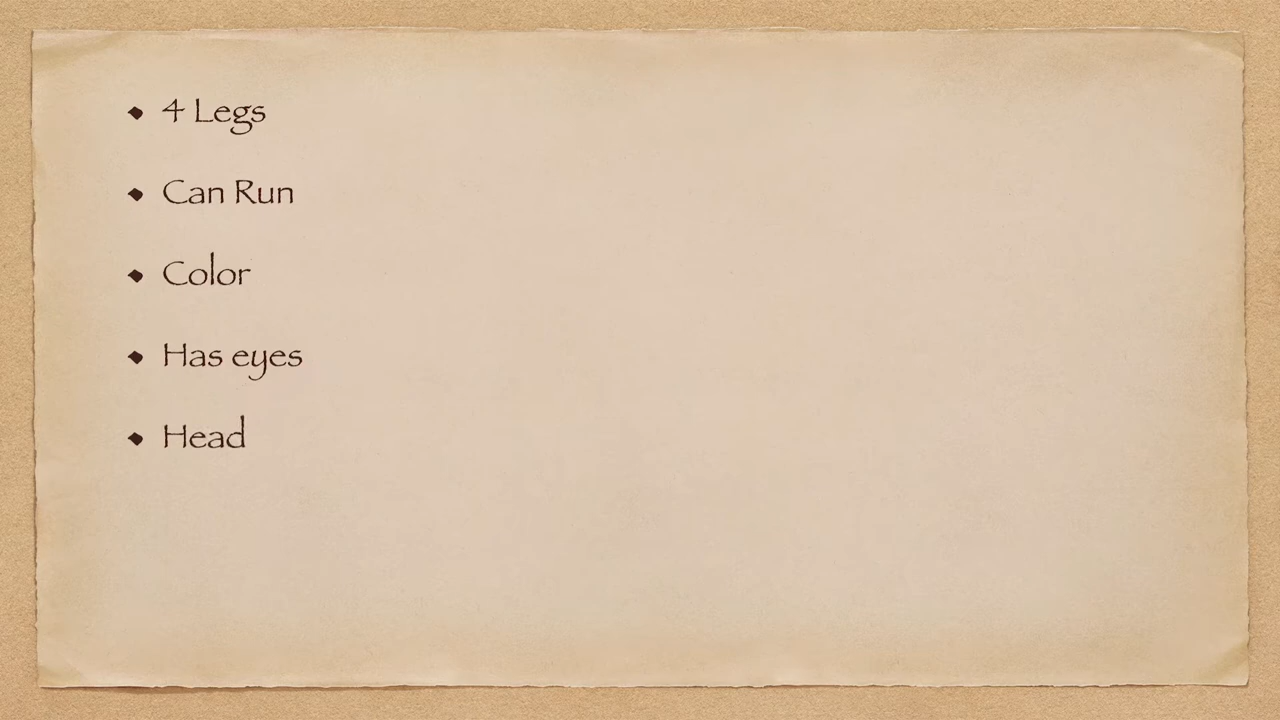 • 4 Legs
• Can Run
• Color
• Has eyes
• Head